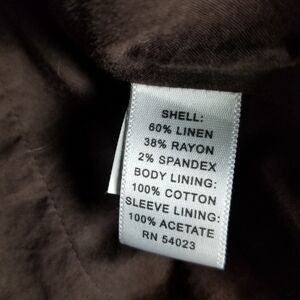 SHELL:
60% LINEN
38% RAYON
2% SPANDEX
BODY LINING:
100% COTTON
SLEEVE LINING:
100% ACETATE
RN 54023